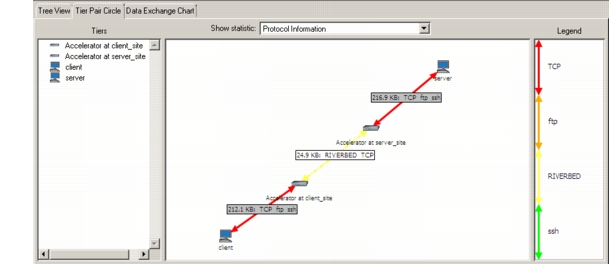 Tree View Tier Pair Circle Data Exchange Chart
Tiers
Show statistic: Protocol Information
Legend
Accelerator at client_site
Accelerator at server_site
client
server
server
216.9 KB: TCP ftp ssh
Accelerator at server_site
24.9 KB: RIVERBED TCP
Accelerator at client_site
212.1 KB: TCP ftp ssh
client
TCP
ftp
RIVERBED
ssh